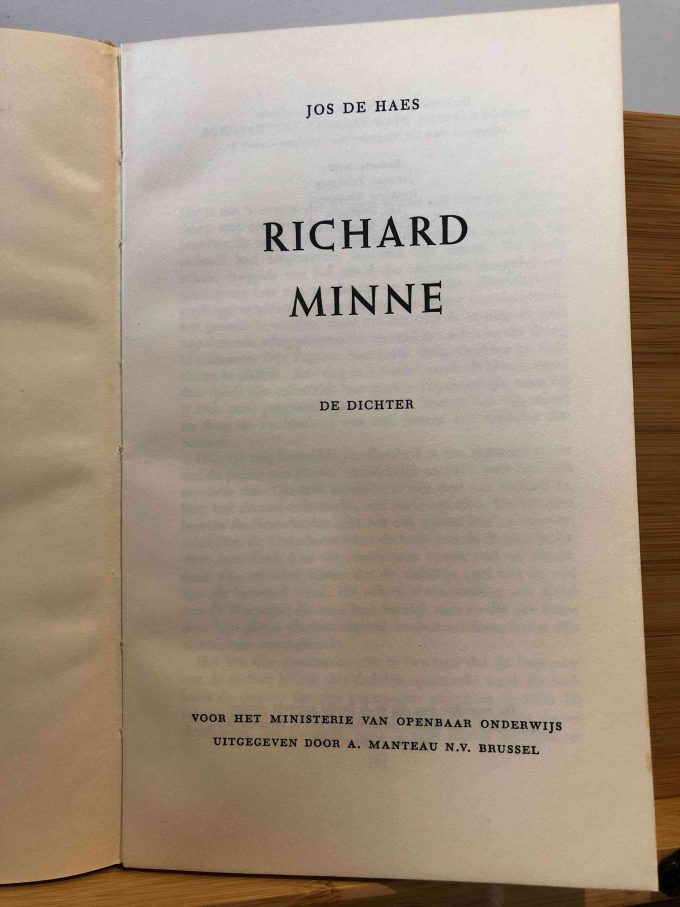 JOS DE HAES
RICHARD
MINNE
DE DICHTER
VOOR HET MINISTERIE VAN OPENBAAR ONDERWIJS
UITGEGEVEN DOOR A. MANTEAU N.V. BRUSSEL